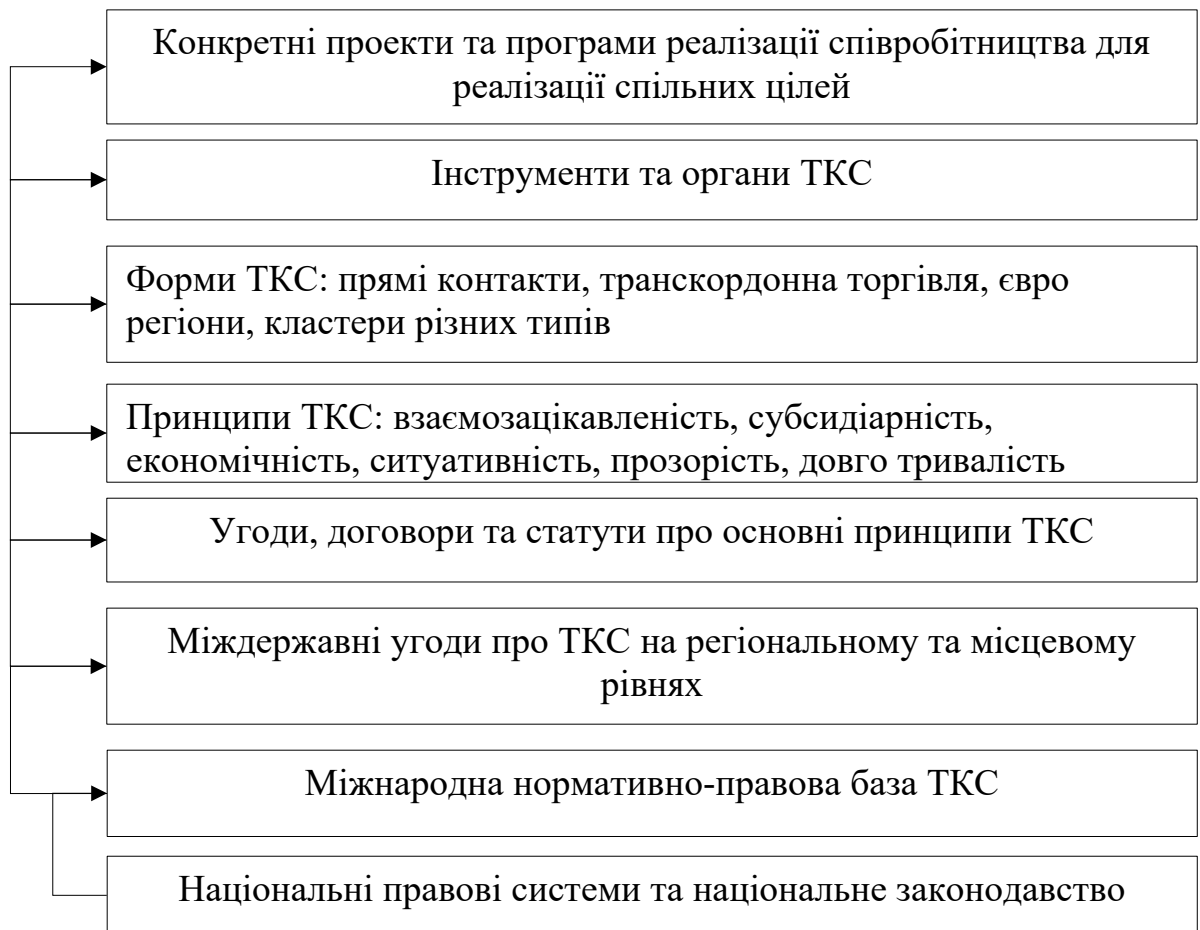 Конкретні проекти та програми реалізації співробітництва для
реалізації спільних цілей
Інструменти та органи ТКС
Форми ТКС: прямі контакти, транскордонна торгівля, євро
регіони, кластери різних типів
Принципи ТКС: взаємозацікавленість, субсидіарність,
економічність, ситуативність, прозорість, довго тривалість
Угоди, договори та статути про основні принципи ТКС
Міждержавні угоди про ТКС на регіональному та місцевому
рівнях
Міжнародна нормативно-правова база ТКС
Національні правові системи та національне законодавство